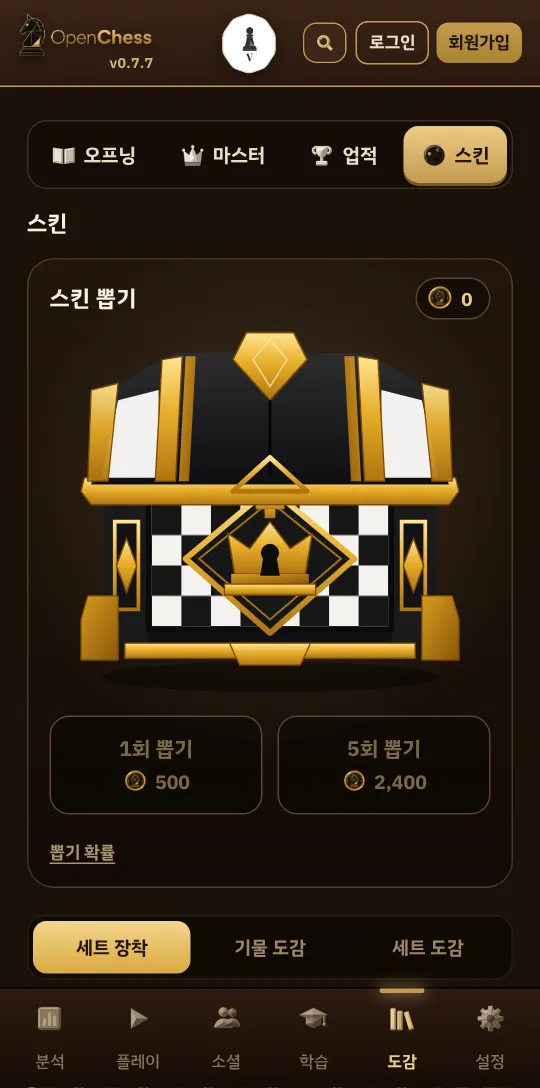 OpenChess
v0.7.7
V
로그인
회원가입
오프닝
마스터
업적
스킨
스킨
스킨 뽑기
0
1회 뽑기
500
5회 뽑기
2,400
뽑기 확률
세트 장착
기물 도감
세트 도감
분석
플레이
소셜
학습
도감
설정